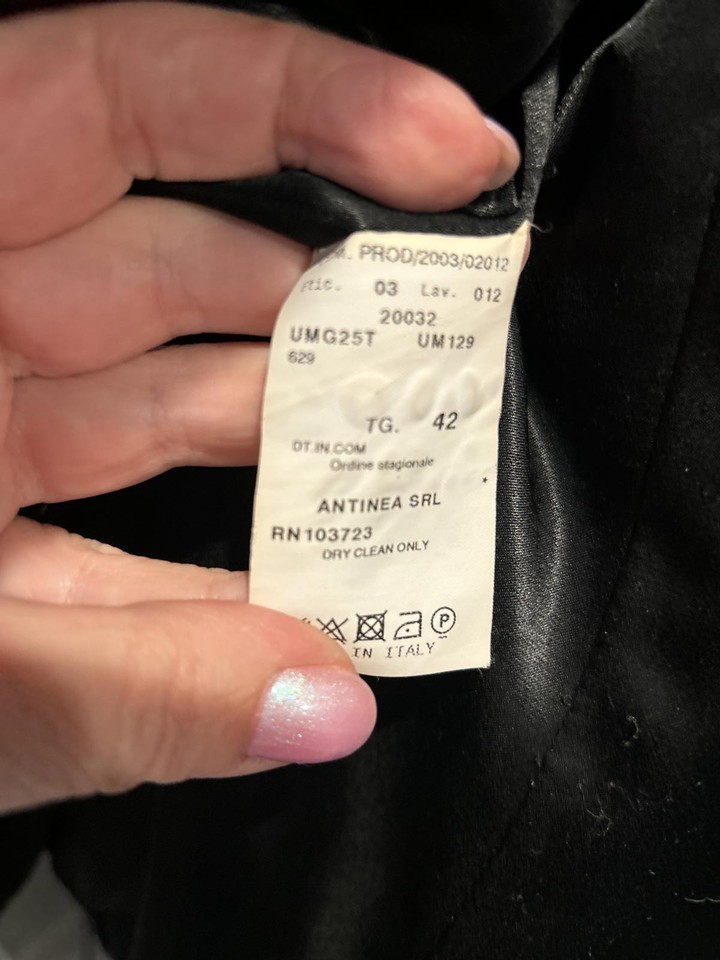 PROD/2003/02012
03 Lav. 012
20032
UMG25T UM129
629
TG. 42
DT.IN.COM
Ordine stagionale
ANTINEA SRL
RN103723
DRY CLEAN ONLY
P
IN ITALY